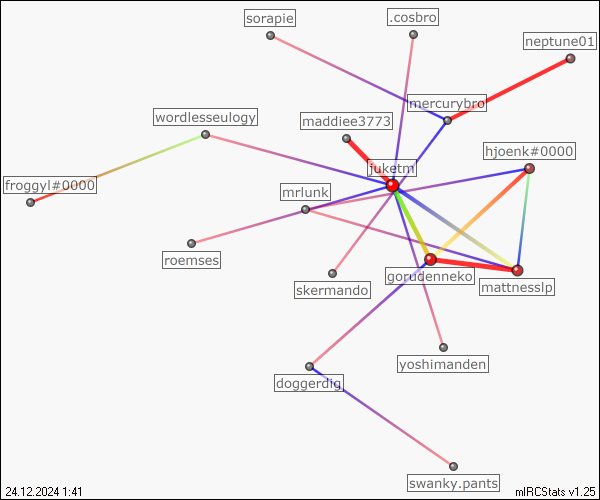 sorapie
.cosbro
neptune01
mercurybro
wordlesseulogy
maddiee3773
hjoenk#0000
juketm
froggyl#0000
mrlunk
roemses
gorudenneko
skermando
mattnesslp
yoshimanden
doggerdig
swanky.pants
24.12.2024 1:41
mIRCStats v1.25